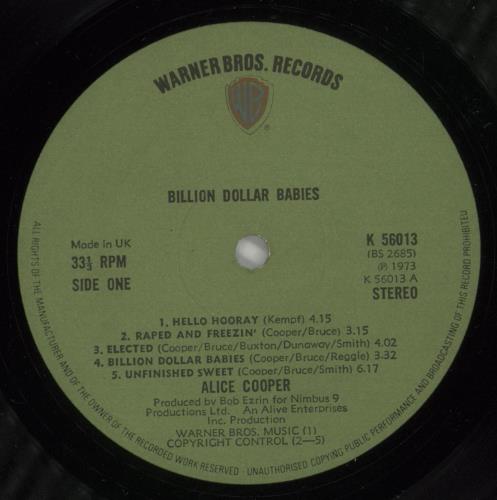 WARNER BROS. RECORDS
WB
BILLION DOLLAR BABIES
Made in UK
33⅓ RPM
SIDE ONE
K 56013
(BS 2685)
Ⓟ 1973
K 56013 A
STEREO
1. HELLO HOORAY (Kempf) 4.15
2. RAPED AND FREEZIN' (Cooper/Bruce) 3.15
3. ELECTED (Cooper/Bruce/Buxton/Dunaway/Smith) 4.02
4. BILLION DOLLAR BABIES (Cooper/Bruce/Reggie) 3.32
5. UNFINISHED SWEET (Cooper/Bruce/Smith) 6.17
ALICE COOPER
Produced by Bob Ezrin for Nimbus 9
Productions Ltd. An Alive Enterprises
Inc. Production
WARNER BROS. MUSIC (1)
COPYRIGHT CONTROL (2–5)
ALL RIGHTS OF THE MANUFACTURER AND OF THE OWNER OF THE RECORDED WORK RESERVED · UNAUTHORISED COPYING PUBLIC PERFORMANCE AND BROADCASTING OF THIS RECORD PROHIBITED